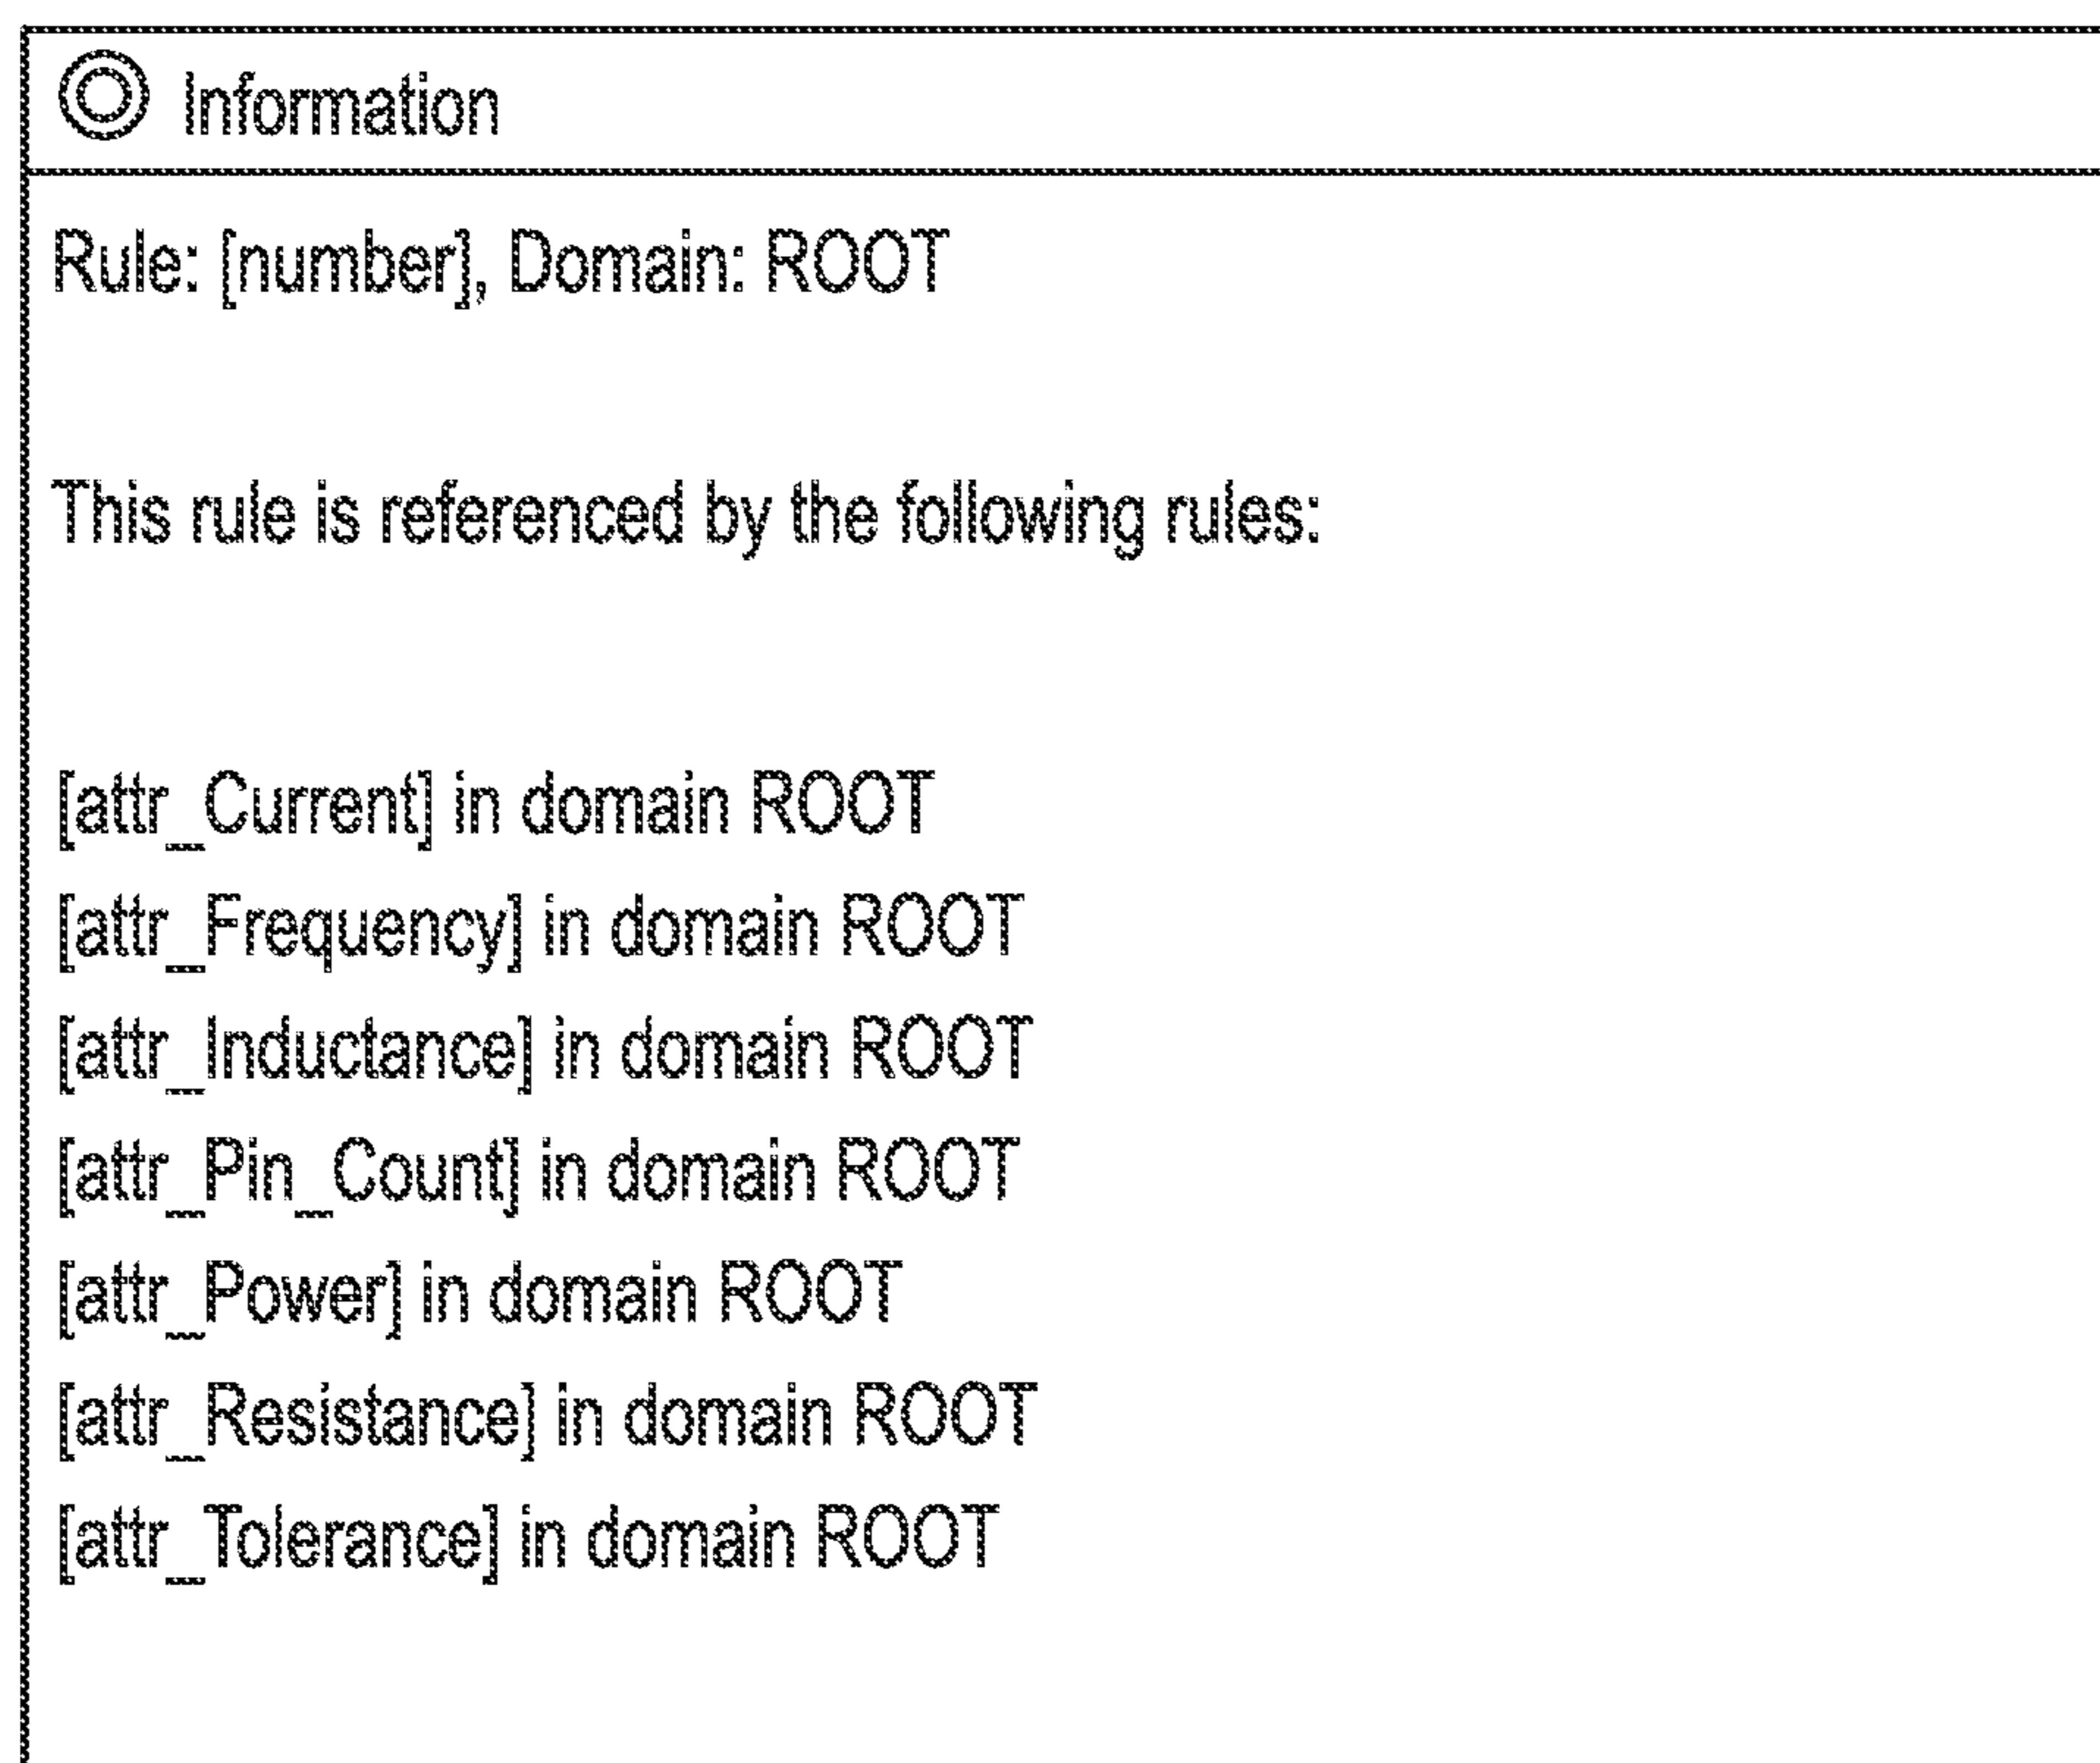 Information
Rule: [number], Domain: ROOT
This rule is referenced by the following rules:
[attr_Current] in domain ROOT
[attr_Frequency] in domain ROOT
[attr_Inductance] in domain ROOT
[attr_Pin_Count] in domain ROOT
[attr_Power] in domain ROOT
[attr_Resistance] in domain ROOT
[attr_Tolerance] in domain ROOT